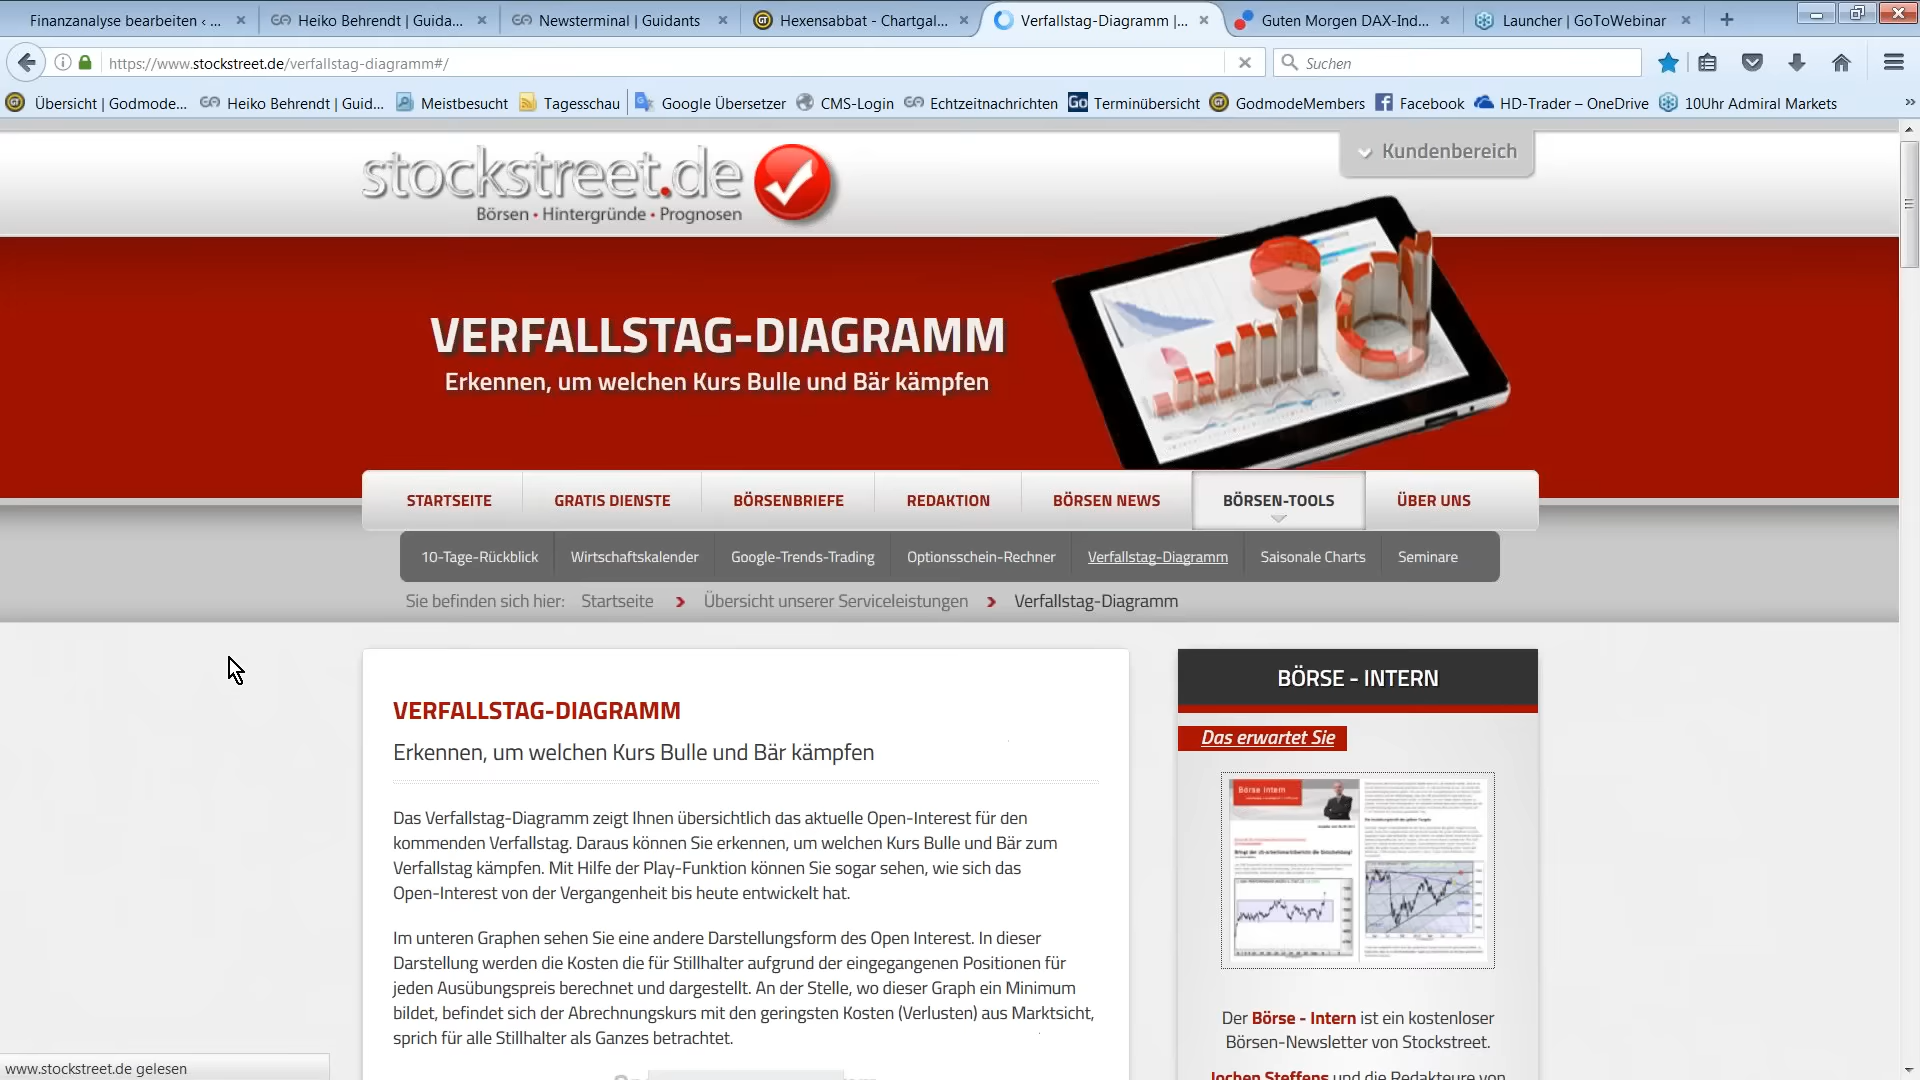 Finanzanalyse bearbeiten ‹ ...
Heiko Behrendt | Guida...
Newsterminal | Guidants
Hexensabbat - Chartgal...
Verfallstag-Diagramm |...
Guten Morgen DAX-Ind...
Launcher | GoToWebinar
https://www.stockstreet.de/verfallstag-diagramm#/
Suchen
Übersicht | Godmode...
Heiko Behrendt | Guid...
Meistbesucht
Tagesschau
Google Übersetzer
CMS-Login
Echtzeitnachrichten
Go
Terminübersicht
GodmodeMembers
Facebook
HD-Trader – OneDrive
10Uhr Admiral Markets
Kundenbereich
stockstreet.de
Börsen • Hintergründe • Prognosen
VERFALLSTAG-DIAGRAMM
Erkennen, um welchen Kurs Bulle und Bär kämpfen
STARTSEITE
GRATIS DIENSTE
BÖRSENBRIEFE
REDAKTION
BÖRSEN NEWS
BÖRSEN-TOOLS
ÜBER UNS
10-Tage-Rückblick
Wirtschaftskalender
Google-Trends-Trading
Optionsschein-Rechner
Verfallstag-Diagramm
Saisonale Charts
Seminare
Sie befinden sich hier: Startseite > Übersicht unserer Serviceleistungen > Verfallstag-Diagramm
VERFALLSTAG-DIAGRAMM
Erkennen, um welchen Kurs Bulle und Bär kämpfen
Das Verfallstag-Diagramm zeigt Ihnen übersichtlich das aktuelle Open-Interest für den
kommenden Verfallstag. Daraus können Sie erkennen, um welchen Kurs Bulle und Bär zum
Verfallstag kämpfen. Mit Hilfe der Play-Funktion können Sie sogar sehen, wie sich das
Open-Interest von der Vergangenheit bis heute entwickelt hat.
Im unteren Graphen sehen Sie eine andere Darstellungsform des Open Interest. In dieser
Darstellung werden die Kosten die für Stillhalter aufgrund der eingegangenen Positionen für
jeden Ausübungspreis berechnet und dargestellt. An der Stelle, wo dieser Graph ein Minimum
bildet, befindet sich der Abrechnungskurs mit den geringsten Kosten (Verlusten) aus Marktsicht,
sprich für alle Stillhalter als Ganzes betrachtet.
BÖRSE - INTERN
Das erwartet Sie
Börse Intern
Der Börse - Intern ist ein kostenloser
Börsen-Newsletter von Stockstreet.
Jochen Steffens und die Redakteure von
www.stockstreet.de gelesen